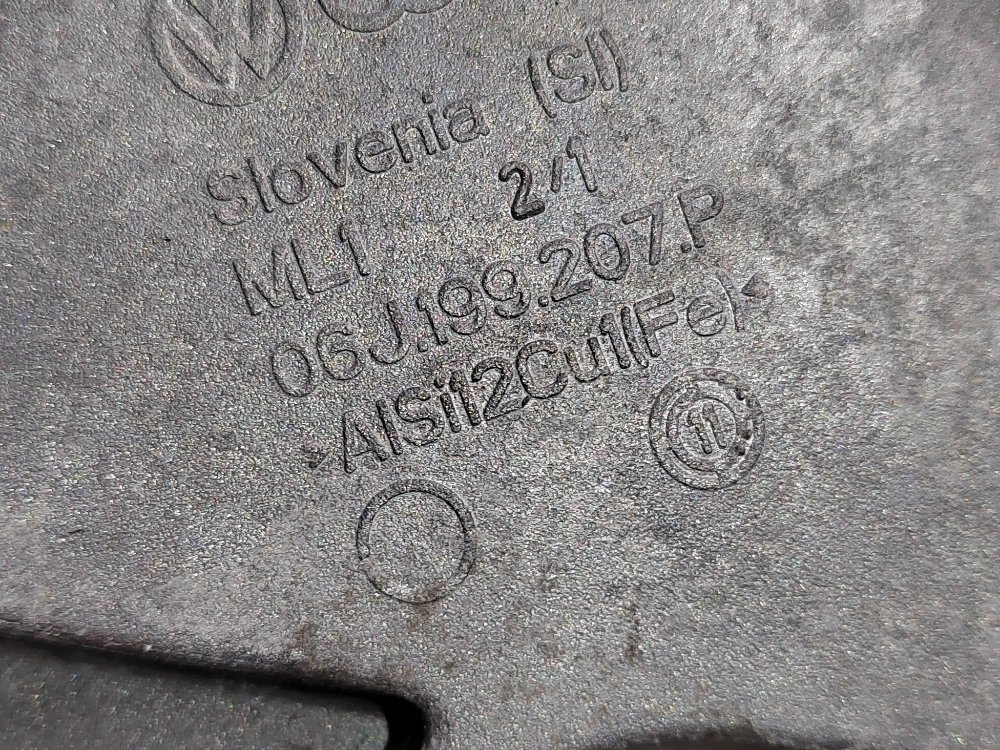 Slovenia (SI)
ML1 2/1
06J.199.207.P
>AlSi12Cu1(Fe)<
11